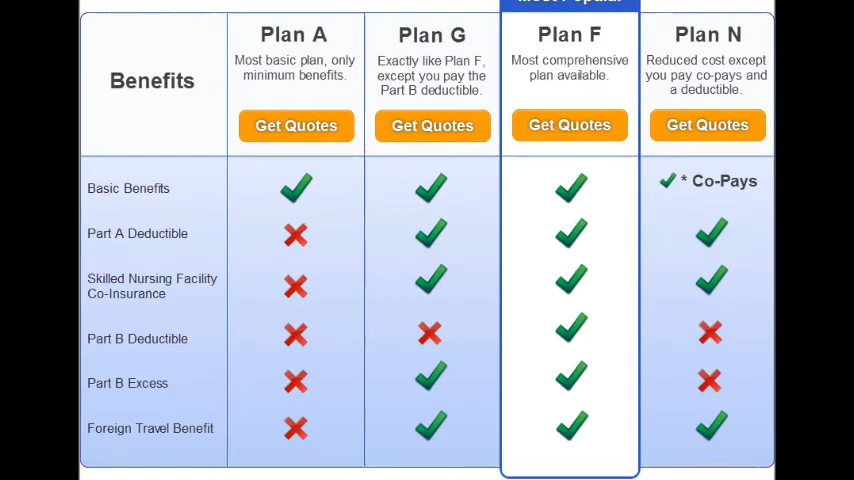 Most Popular
Benefits
Plan A
Most basic plan, only
minimum benefits.
Get Quotes
Plan G
Exactly like Plan F,
except you pay the
Part B deductible.
Get Quotes
Plan F
Most comprehensive
plan available.
Get Quotes
Plan N
Reduced cost except
you pay co-pays and
a deductible.
Get Quotes
Basic Benefits
* Co-Pays
Part A Deductible
Skilled Nursing Facility
Co-Insurance
Part B Deductible
Part B Excess
Foreign Travel Benefit